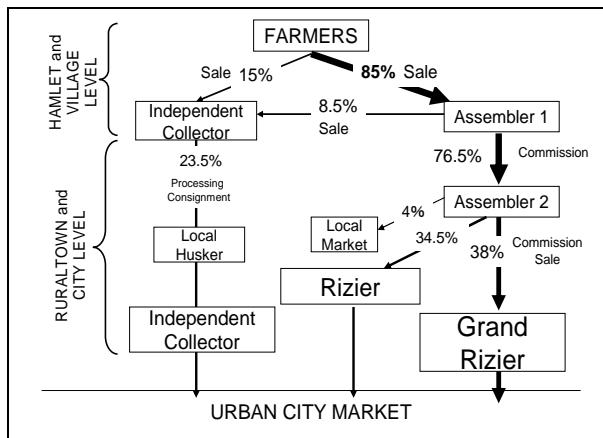 FARMERS
HAMLET and
VILLAGE
LEVEL
Sale 15%
85% Sale
Independent
Collector
8.5%
Sale
Assembler 1
23.5%
76.5%
Commission
Processing
Consignment
RURALTOWN and
CITY LEVEL
Assembler 2
Local
Market
4%
Local
Husker
34.5%
38%
Commission
Sale
Rizier
Independent
Collector
Grand
Rizier
URBAN CITY MARKET